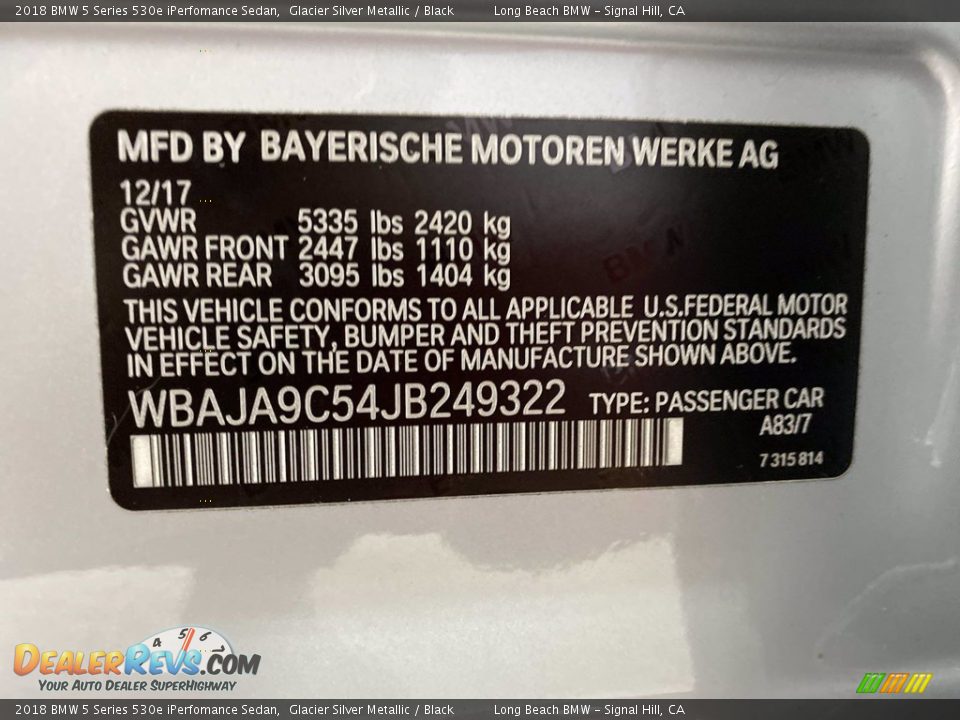 2018 BMW 5 Series 530e iPerfomance Sedan, Glacier Silver Metallic / Black Long Beach BMW - Signal Hill, CA
MFD BY BAYERISCHE MOTOREN WERKE AG
12/17
GVWR 5335 lbs 2420 kg
GAWR FRONT 2447 lbs 1110 kg
GAWR REAR 3095 lbs 1404 kg
THIS VEHICLE CONFORMS TO ALL APPLICABLE U.S.FEDERAL MOTOR
VEHICLE SAFETY, BUMPER AND THEFT PREVENTION STANDARDS
IN EFFECT ON THE DATE OF MANUFACTURE SHOWN ABOVE.
WBAJA9C54JB249322 TYPE: PASSENGER CAR
A83/7
7 315 814
4 5 6 7
DEALERREVS.COM
YOUR AUTO DEALER SUPERHIGHWAY
2018 BMW 5 Series 530e iPerfomance Sedan, Glacier Silver Metallic / Black Long Beach BMW - Signal Hill, CA